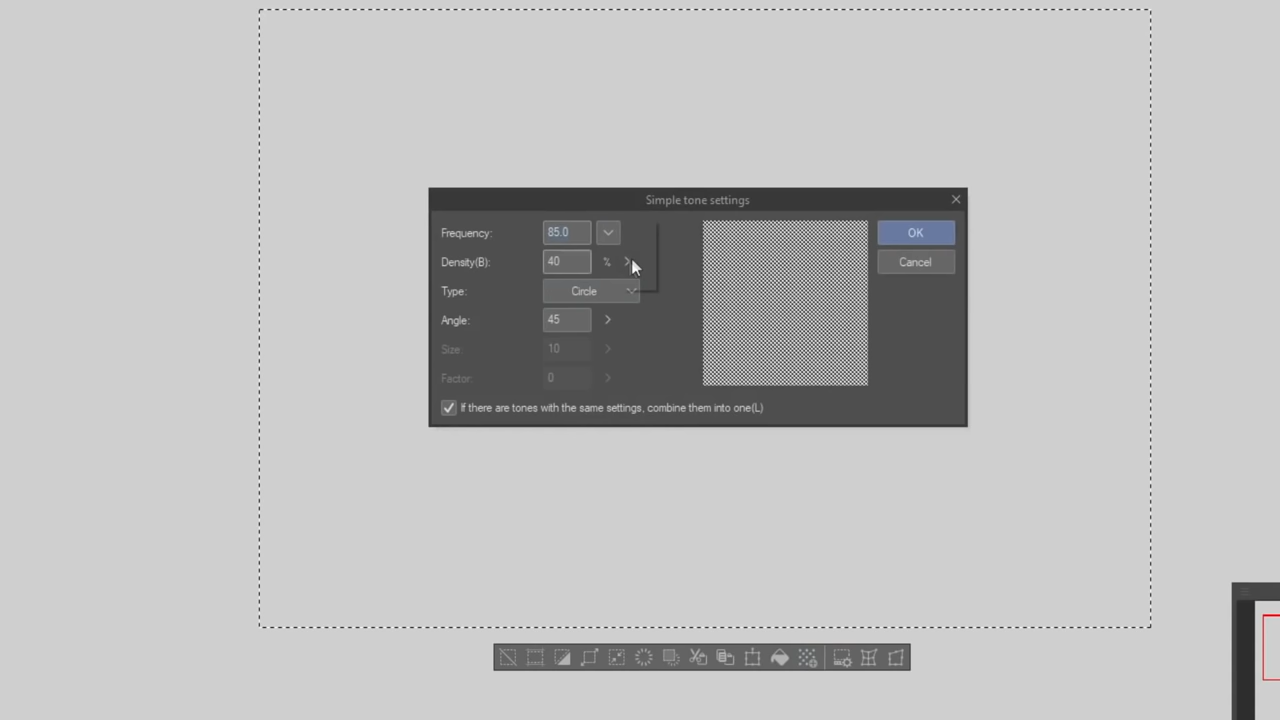 Simple tone settings
Frequency: 85.0
OK
Density(B): 40 %
Cancel
Type: Circle
Angle: 45
Size: 10
Factor: 0
If there are tones with the same settings, combine them into one(L)